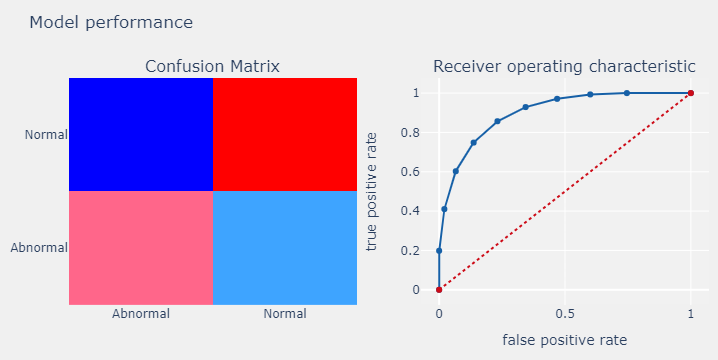 Model performance
Confusion Matrix
Normal
Abnormal
Abnormal
Normal
Receiver operating characteristic
true positive rate
1
0.8
0.6
0.4
0.2
0
0
0.5
1
false positive rate